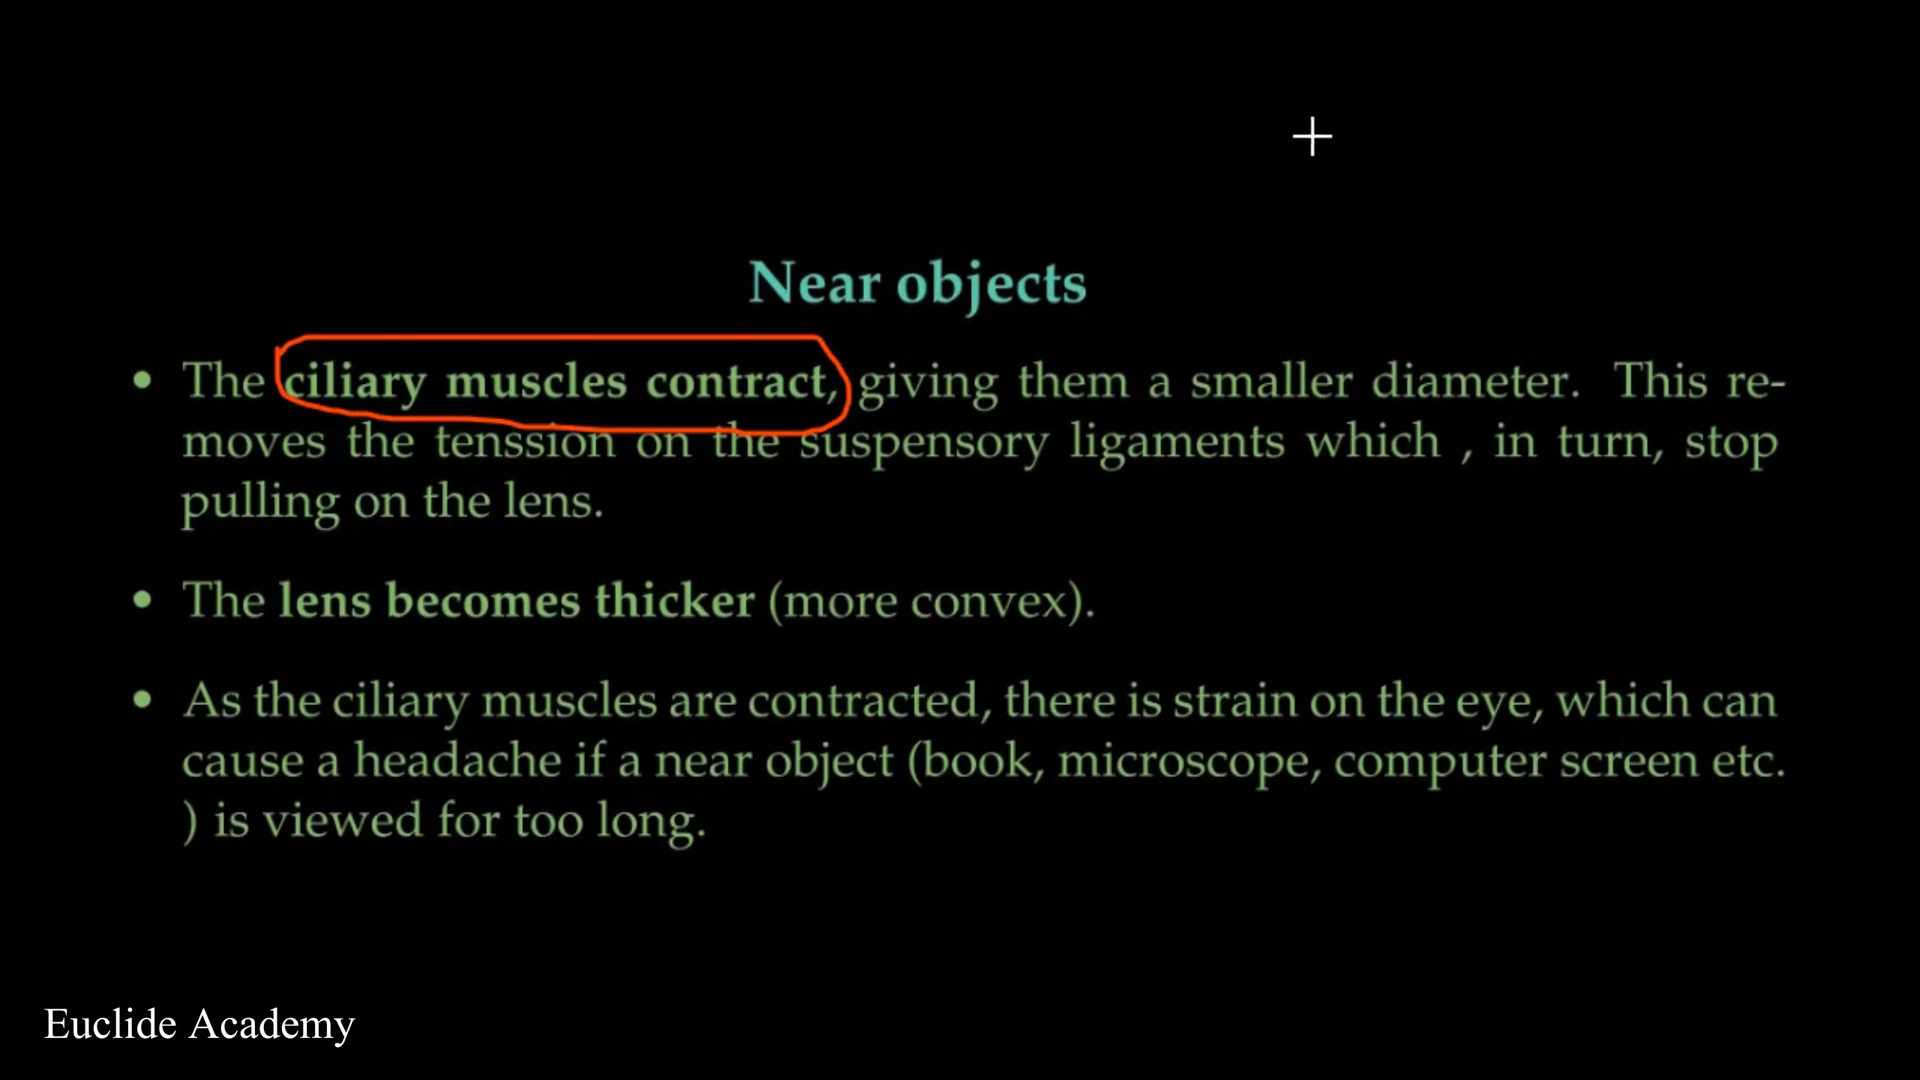 Near objects
• The ciliary muscles contract, giving them a smaller diameter. This re-
moves the tenssion on the suspensory ligaments which , in turn, stop
pulling on the lens.
• The lens becomes thicker (more convex).
• As the ciliary muscles are contracted, there is strain on the eye, which can
cause a headache if a near object (book, microscope, computer screen etc.
) is viewed for too long.
Euclide Academy